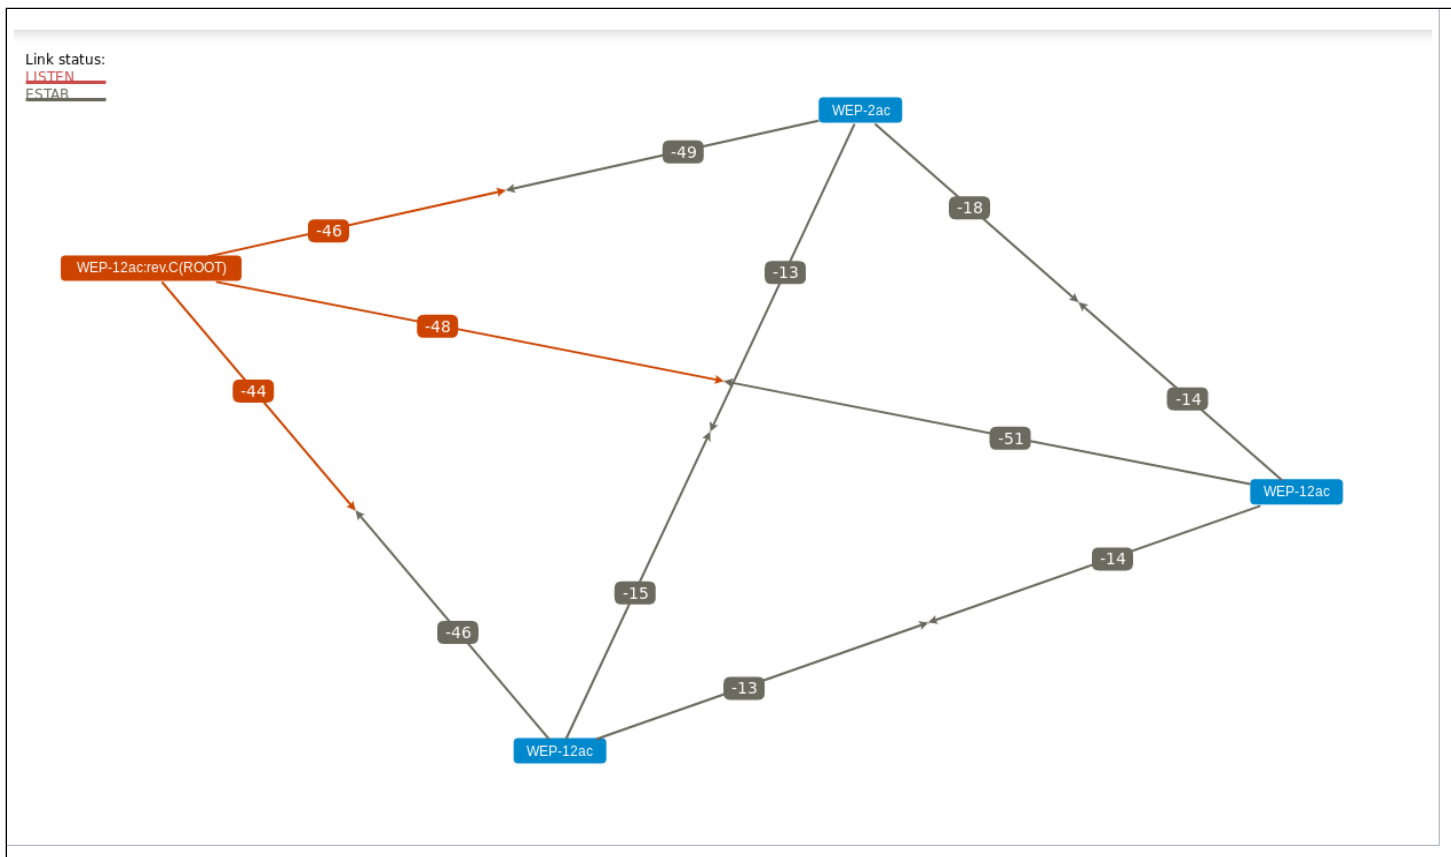 Link status:
LISTEN
ESTAB
WEP-2ac
-49
-18
-46
WEP-12ac:rev.C(ROOT)
-13
-48
-44
-14
-51
WEP-12ac
-14
-15
-46
-13
WEP-12ac